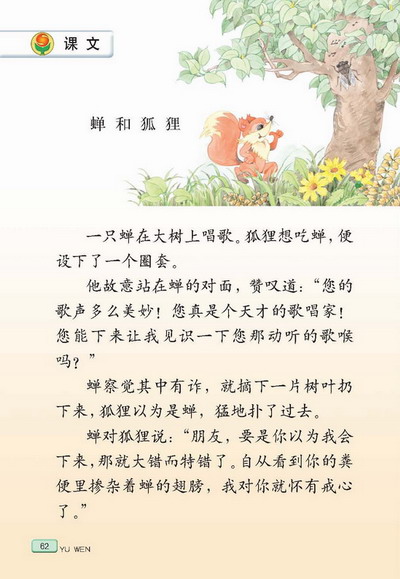 课文
蝉和狐狸
一只蝉在大树上唱歌。狐狸想吃蝉，便
设下了一个圈套。
他故意站在蝉的对面，赞叹道：“您的
歌声多么美妙！您真是个天才的歌唱家！
您能下来让我见识一下您那动听的歌喉
吗？”
蝉察觉其中有诈，就摘下一片树叶扔
下来，狐狸以为是蝉，猛地扑了过去。
蝉对狐狸说：“朋友，要是你以为我会
下来，那就大错而特错了。自从看到你的粪
便里掺杂着蝉的翅膀，我对你就怀有戒心
了。”
62
YU WEN